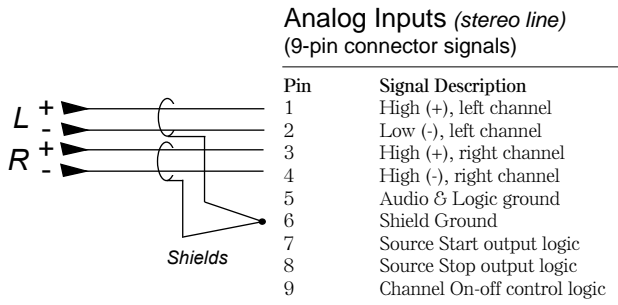 Analog Inputs (stereo line)
(9-pin connector signals)
Pin Signal Description
1 High (+), left channel
2 Low (-), left channel
3 High (+), right channel
4 High (-), right channel
5 Audio & Logic ground
6 Shield Ground
7 Source Start output logic
8 Source Stop output logic
9 Channel On-off control logic
L + -
R + -
Shields